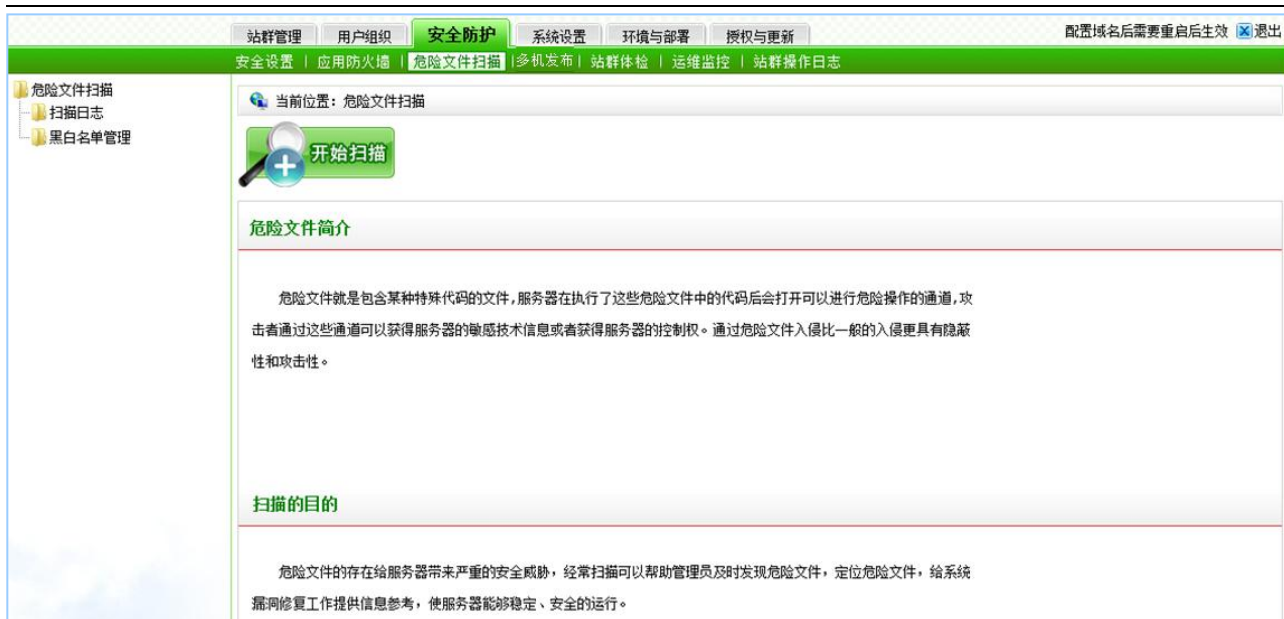 站群管理 用户组织 安全防护 系统设置 环境与部署 授权与更新 配置域名后需要重启后生效 退出
安全设置 | 应用防火墙 | 危险文件扫描 | 多机发布 | 站群体检 | 运维监控 | 站群操作日志
危险文件扫描
扫描日志
黑白名单管理
当前位置：危险文件扫描
开始扫描
危险文件简介
危险文件就是包含某种特殊代码的文件,服务器在执行了这些危险文件中的代码后会打开可以进行危险操作的通道,攻
击者通过这些通道可以获得服务器的敏感技术信息或者获得服务器的控制权。通过危险文件入侵比一般的入侵更具有隐蔽
性和攻击性。
扫描的目的
危险文件的存在给服务器带来严重的安全威胁，经常扫描可以帮助管理员及时发现危险文件，定位危险文件，给系统
漏洞修复工作提供信息参考，使服务器能够稳定、安全的运行。